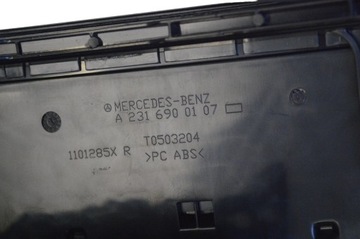 MERCEDES-BENZ
A 231 690 01 07
1101285X R T0503204
>PC ABS<